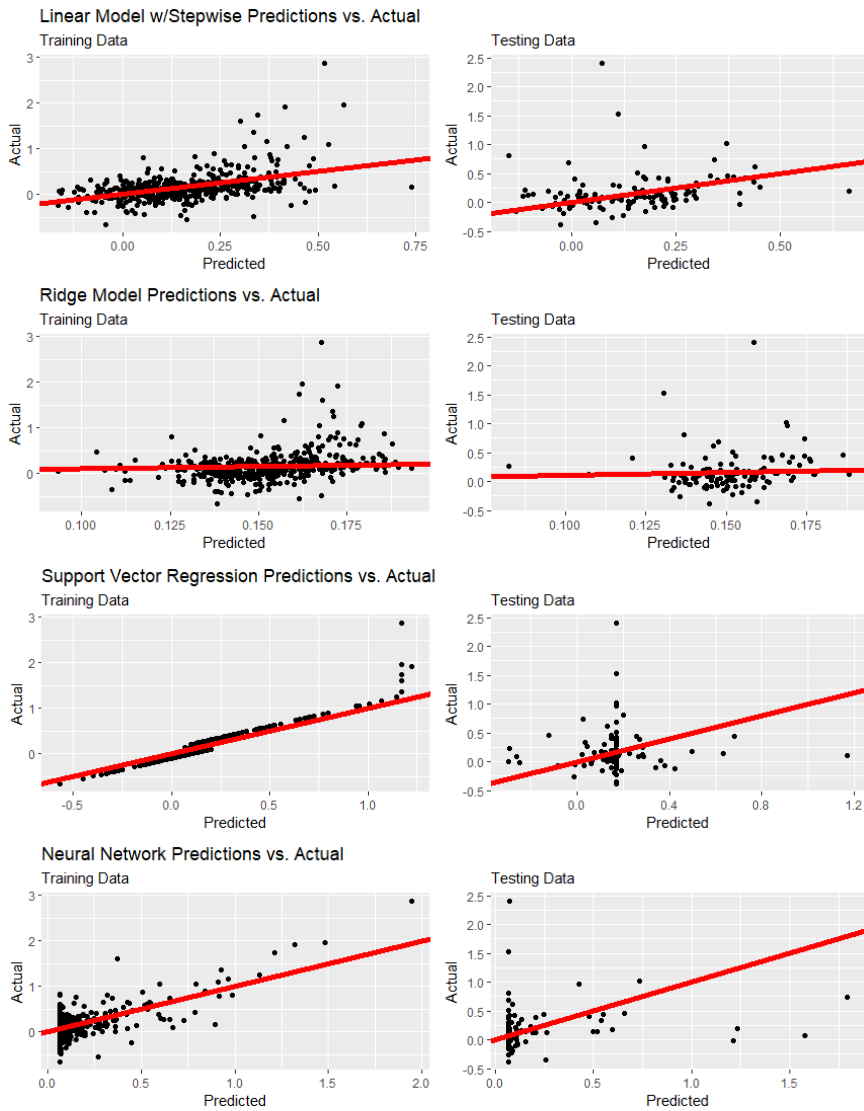 Linear Model w/Stepwise Predictions vs. Actual
Training Data
Testing Data
3
2
1
0
Actual
0.00
0.25
0.50
0.75
Predicted
2.5
2.0
1.5
1.0
0.5
0.0
-0.5
Actual
0.00
0.25
0.50
Predicted
Ridge Model Predictions vs. Actual
Training Data
Testing Data
3
2
1
0
Actual
0.100
0.125
0.150
0.175
Predicted
2.5
2.0
1.5
1.0
0.5
0.0
-0.5
Actual
0.100
0.125
0.150
0.175
Predicted
Support Vector Regression Predictions vs. Actual
Training Data
Testing Data
3
2
1
0
Actual
-0.5
0.0
0.5
1.0
Predicted
2.5
2.0
1.5
1.0
0.5
0.0
-0.5
Actual
0.0
0.4
0.8
1.2
Predicted
Neural Network Predictions vs. Actual
Training Data
Testing Data
3
2
1
0
Actual
0.0
0.5
1.0
1.5
2.0
Predicted
2.5
2.0
1.5
1.0
0.5
0.0
-0.5
Actual
0.0
0.5
1.0
1.5
Predicted